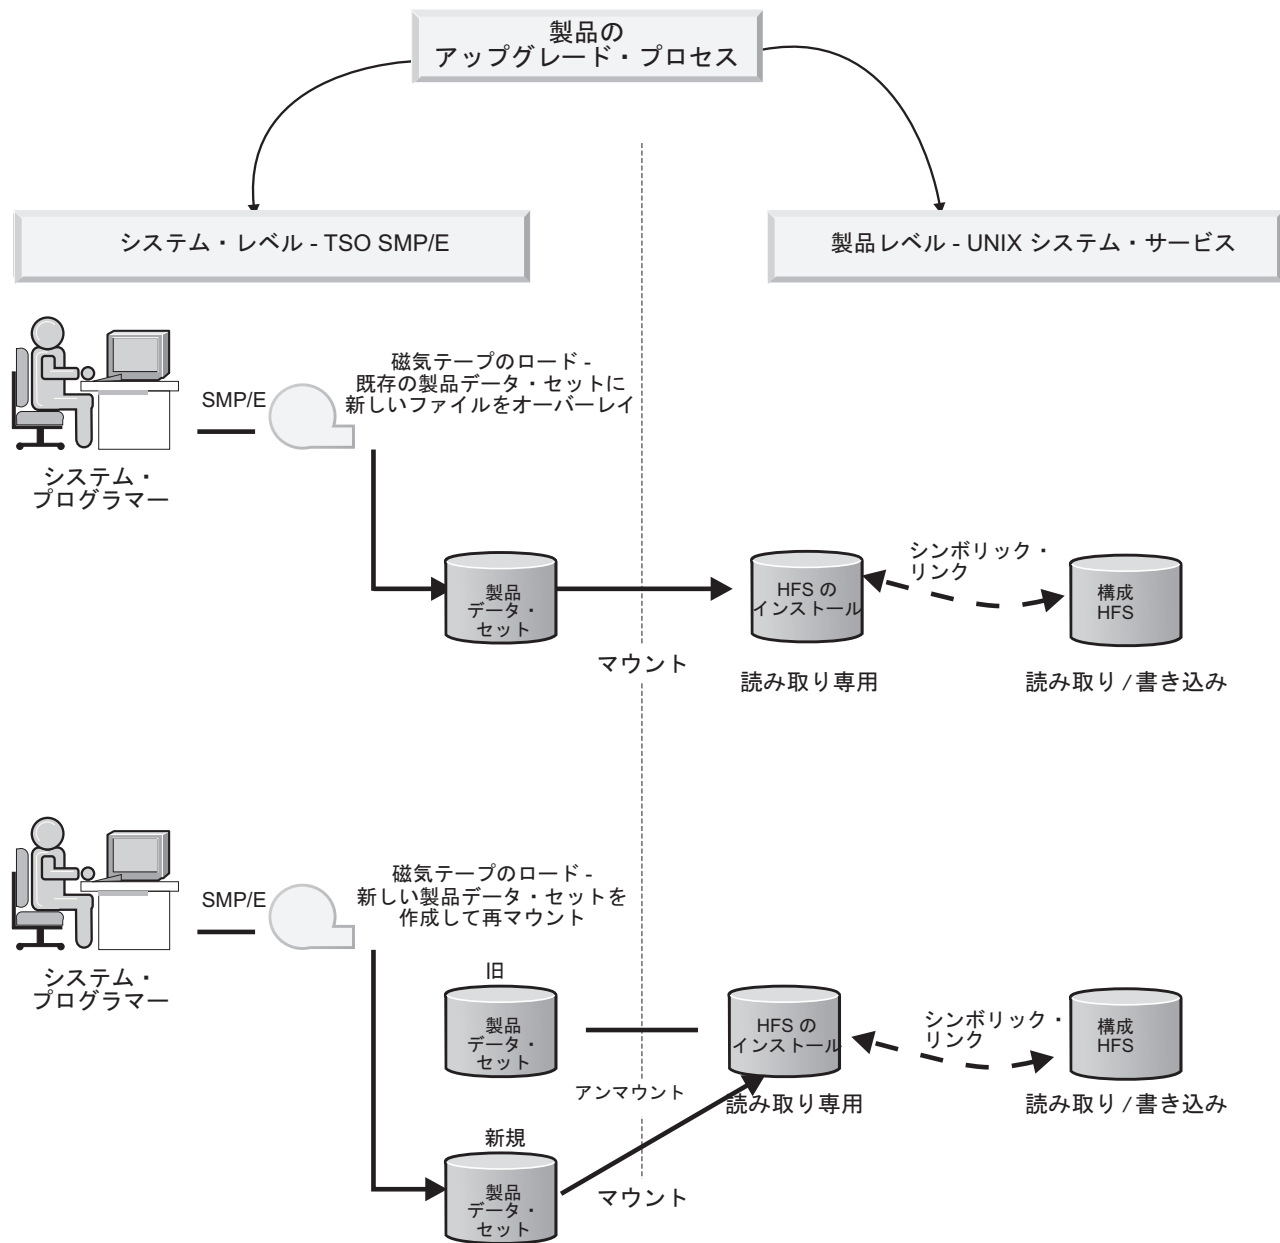 製品の
アップグレード・プロセス
システム・レベル - TSO SMP/E
製品レベル - UNIX システム・サービス
SMP/E
磁気テープのロード -
既存の製品データ・セットに
新しいファイルをオーバーレイ
システム・
プログラマー
製品
データ・
セット
マウント
HFS の
インストール
読み取り専用
シンボリック・
リンク
構成
HFS
読み取り / 書き込み
SMP/E
磁気テープのロード -
新しい製品データ・セットを
作成して再マウント
システム・
プログラマー
旧
製品
データ・
セット
アンマウント
HFS の
インストール
読み取り専用
シンボリック・
リンク
構成
HFS
読み取り / 書き込み
新規
製品
データ・
セット
マウント